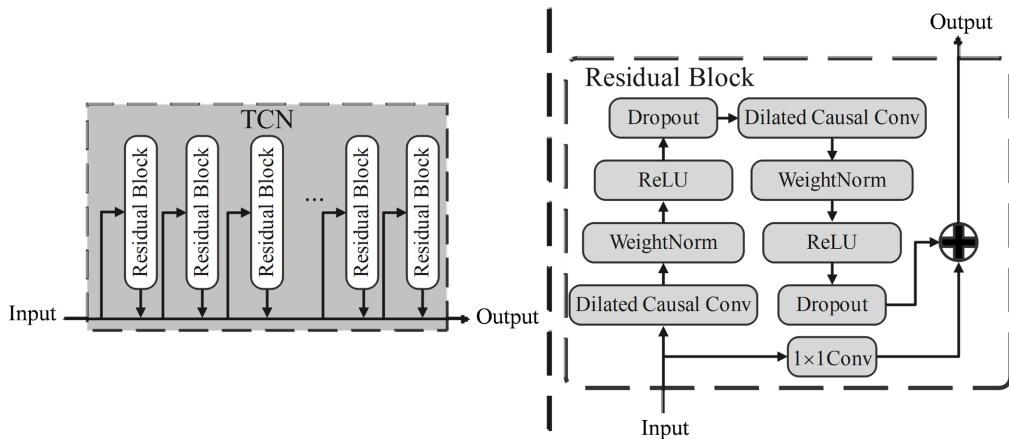 TCN
Residual Block
Residual Block
Residual Block
...
Residual Block
Residual Block
Input
Output
Output
Residual Block
Dropout
Dilated Causal Conv
ReLU
WeightNorm
WeightNorm
ReLU
Dilated Causal Conv
Dropout
1×1Conv
Input